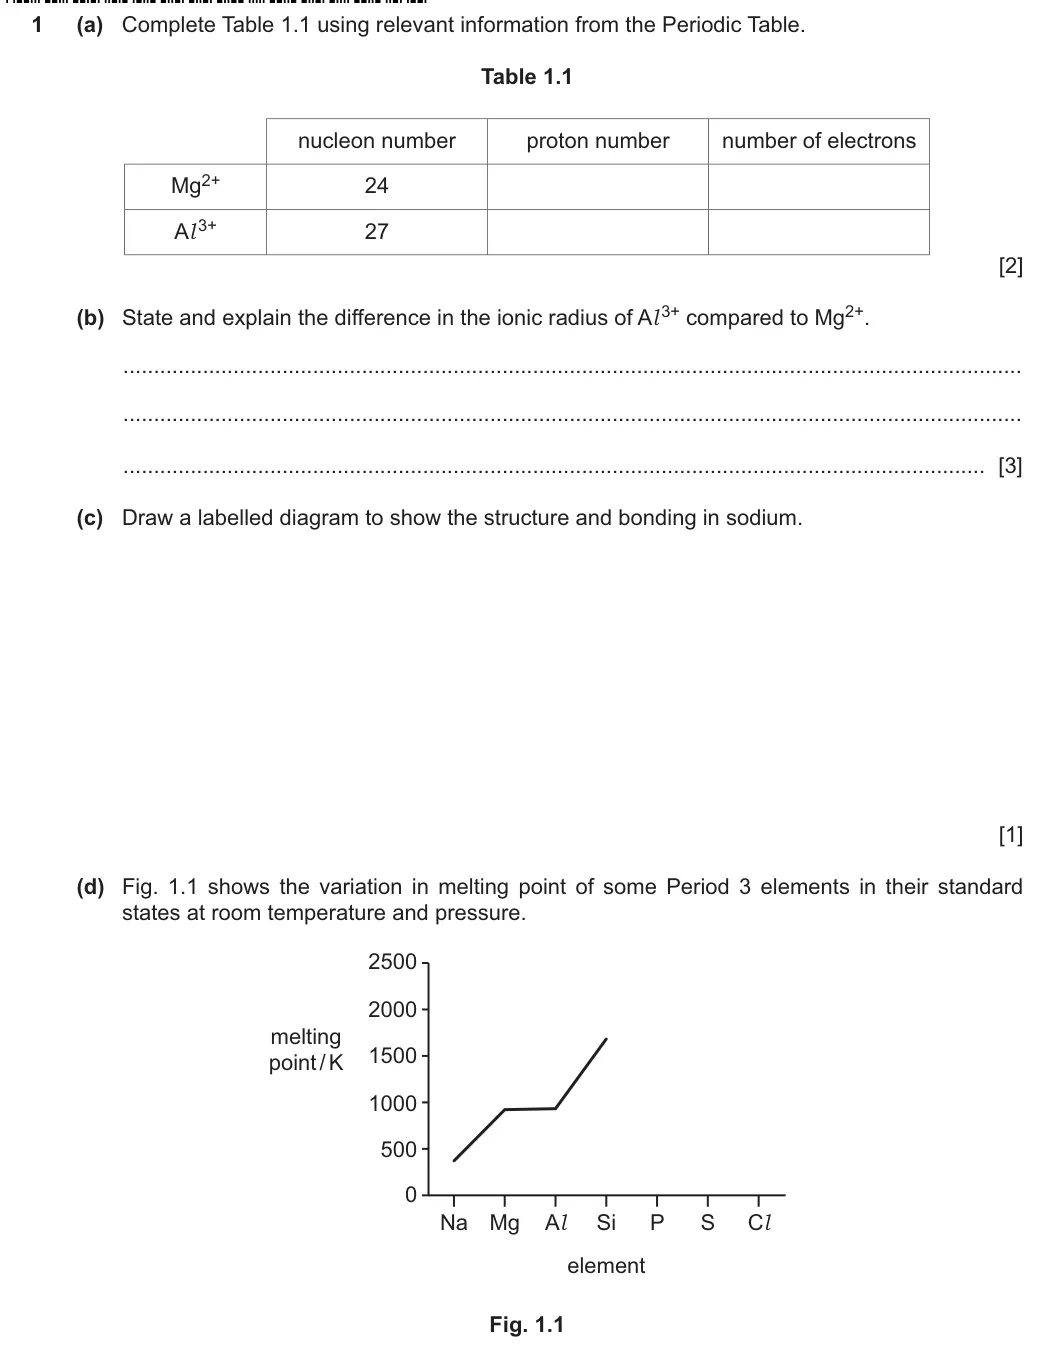 1 (a) Complete Table 1.1 using relevant information from the Periodic Table.
Table 1.1
nucleon number proton number number of electrons
Mg²⁺ 24
Al³⁺ 27
[2]
(b) State and explain the difference in the ionic radius of Al³⁺ compared to Mg²⁺.
....................................................................................................................................................
....................................................................................................................................................
.............................................................................................................................................. [3]
(c) Draw a labelled diagram to show the structure and bonding in sodium.
[1]
(d) Fig. 1.1 shows the variation in melting point of some Period 3 elements in their standard
states at room temperature and pressure.
2500
2000
melting
point / K
1500
1000
500
0
Na Mg Al Si P S Cl
element
Fig. 1.1